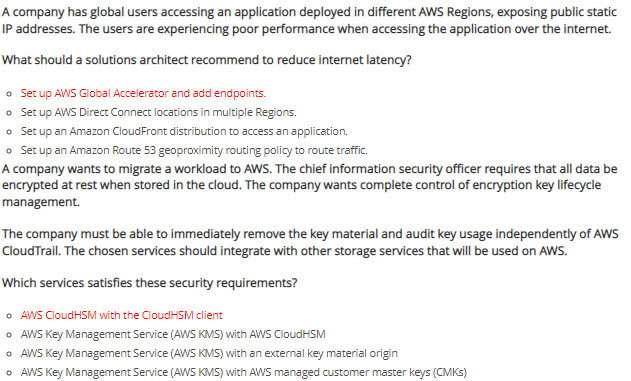 A company has global users accessing an application deployed in different AWS Regions, exposing public static
IP addresses. The users are experiencing poor performance when accessing the application over the internet.
What should a solutions architect recommend to reduce internet latency?
Set up AWS Global Accelerator and add endpoints.
Set up AWS Direct Connect locations in multiple Regions.
Set up an Amazon CloudFront distribution to access an application.
Set up an Amazon Route 53 geoproximity routing policy to route traffic.
A company wants to migrate a workload to AWS. The chief information security officer requires that all data be
encrypted at rest when stored in the cloud. The company wants complete control of encryption key lifecycle
management.
The company must be able to immediately remove the key material and audit key usage independently of AWS
CloudTrail. The chosen services should integrate with other storage services that will be used on AWS.
Which services satisfies these security requirements?
AWS CloudHSM with the CloudHSM client
AWS Key Management Service (AWS KMS) with AWS CloudHSM
AWS Key Management Service (AWS KMS) with an external key material origin
AWS Key Management Service (AWS KMS) with AWS managed customer master keys (CMKs)